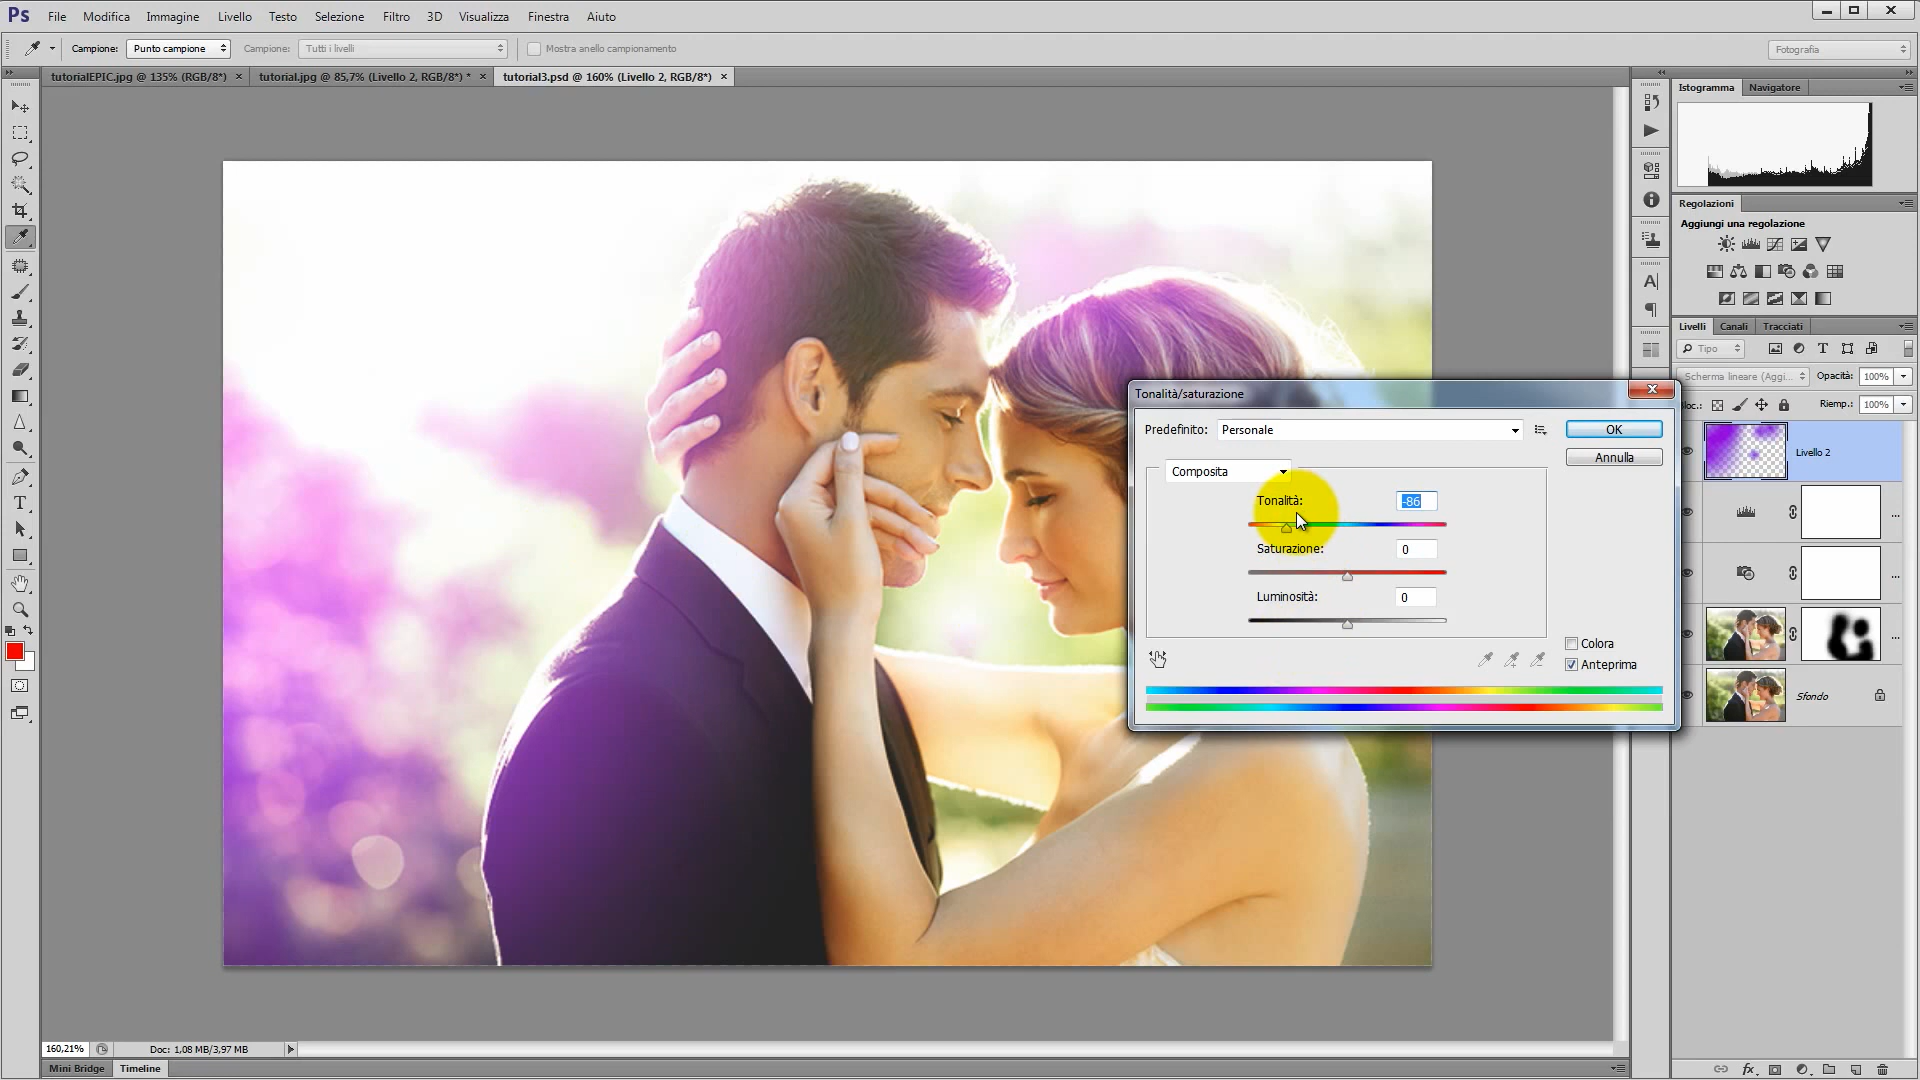 Ps File Modifica Immagine Livello Testo Selezione Filtro 3D Visualizza Finestra Aiuto
Campione: Punto campione Campione: Tutti i livelli Mostra anello campionamento Fotografia
tutorialEPIC.jpg @ 135% (RGB/8*) × tutorial.jpg @ 85,7% (Livello 2, RGB/8*) * × tutorial3.psd @ 160% (Livello 2, RGB/8*) ×
Istogramma Navigatore
Regolazioni
Aggiungi una regolazione
Livelli Canali Tracciati
Tipo
Scherma lineare (Aggi... Opacità: 100%
Bloc.: Riemp.: 100%
Livello 2
...
...
...
Sfondo
Tonalità/saturazione
Predefinito: Personale OK
Annulla
Composita
Tonalità: -86
Saturazione: 0
Luminosità: 0
Colora
Anteprima
160,21% Doc: 1,08 MB/3,97 MB
Mini Bridge Timeline
fx